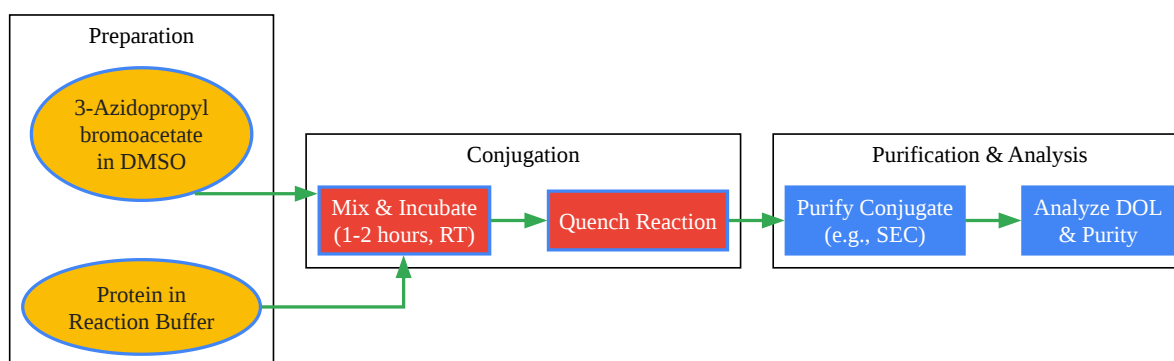 Preparation
3-Azidopropyl
bromoacetate
in DMSO
Protein in
Reaction Buffer
Conjugation
Mix & Incubate
(1-2 hours, RT)
Quench Reaction
Purification & Analysis
Purify Conjugate
(e.g., SEC)
Analyze DOL
& Purity